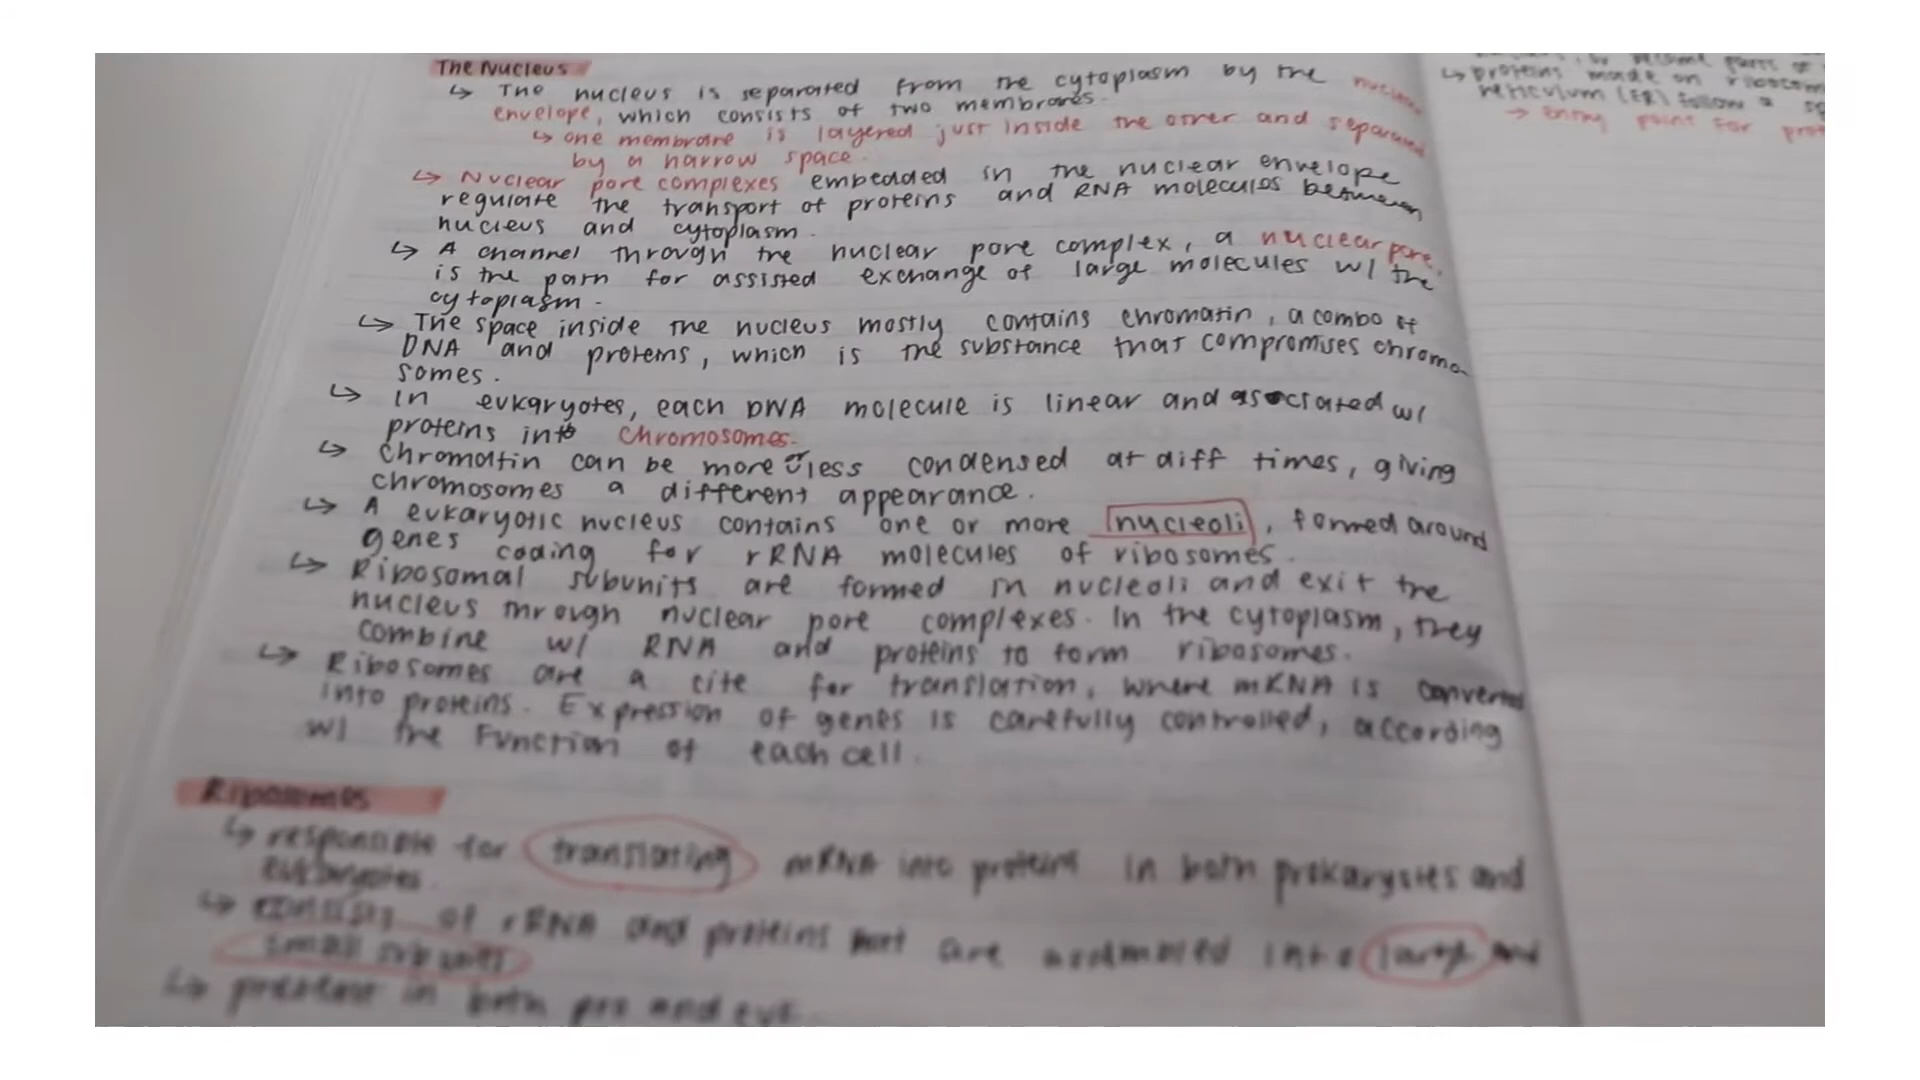 The Nucleus
↳ The nucleus is separated from the cytoplasm by the nuclear
envelope, which consists of two membranes.
↳ one membrane is layered just inside the other and separated
by a narrow space.
↳ Nuclear pore complexes embedded in the nuclear envelope
regulate the transport of proteins and RNA molecules between
nucleus and cytoplasm.
↳ A channel through the nuclear pore complex, a nuclear pore,
is the path for assisted exchange of large molecules w/ the
cytoplasm.
↳ The space inside the nucleus mostly contains chromatin, a combo of
DNA and proteins, which is the substance that compromises chromo-
somes.
↳ In eukaryotes, each DNA molecule is linear and associated w/
proteins into chromosomes.
↳ Chromatin can be more or less condensed at diff times, giving
chromosomes a different appearance.
↳ A eukaryotic nucleus contains one or more nucleoli, formed around
genes coding for rRNA molecules of ribosomes.
↳ Ribosomal subunits are formed in nucleoli and exit the
nucleus through nuclear pore complexes. In the cytoplasm, they
combine w/ RNA and proteins to form ribosomes.
↳ Ribosomes are a cite for translation, where mRNA is converted
into proteins. Expression of genes is carefully controlled, according
w/ the function of each cell.
Ribosomes
↳ responsible for translating mRNA into proteins in both prokaryotes and
eukaryotes.
↳ consists of rRNA and proteins that are assembled into large and
small subunits
↳ present in both pro and euk.
↳ proteins made on
reticulum (ER) follow a
→ Entry point for